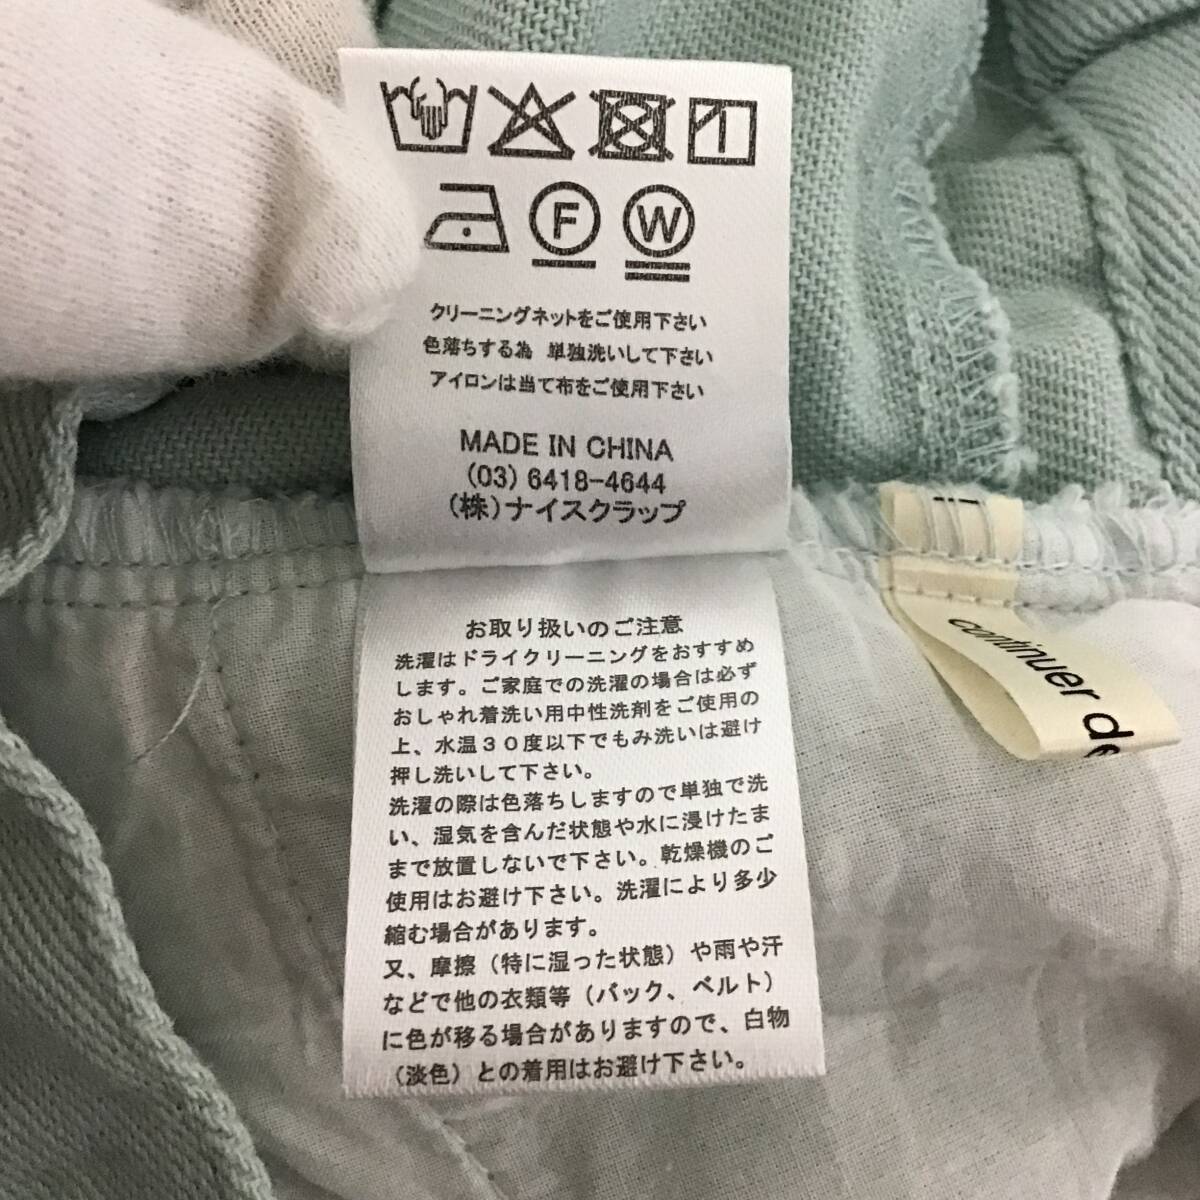 F W
クリーニングネットをご使用下さい
色落ちする為 単独洗いして下さい
アイロンは当て布をご使用下さい
MADE IN CHINA
(03) 6418-4644
(株)ナイスクラップ
お取り扱いのご注意
洗濯はドライクリーニングをおすすめ
します。ご家庭での洗濯の場合は必ず
おしゃれ着洗い用中性洗剤をご使用の
上、水温30度以下でもみ洗いは避け
押し洗いして下さい。
洗濯の際は色落ちしますので単独で洗
い、湿気を含んだ状態や水に浸けたま
まで放置しないで下さい。乾燥機のご
使用はお避け下さい。洗濯により多少
縮む場合があります。
又、摩擦（特に湿った状態）や雨や汗
などで他の衣類等（バック、ベルト）
に色が移る場合がありますので、白物
（淡色）との着用はお避け下さい。
continuer de